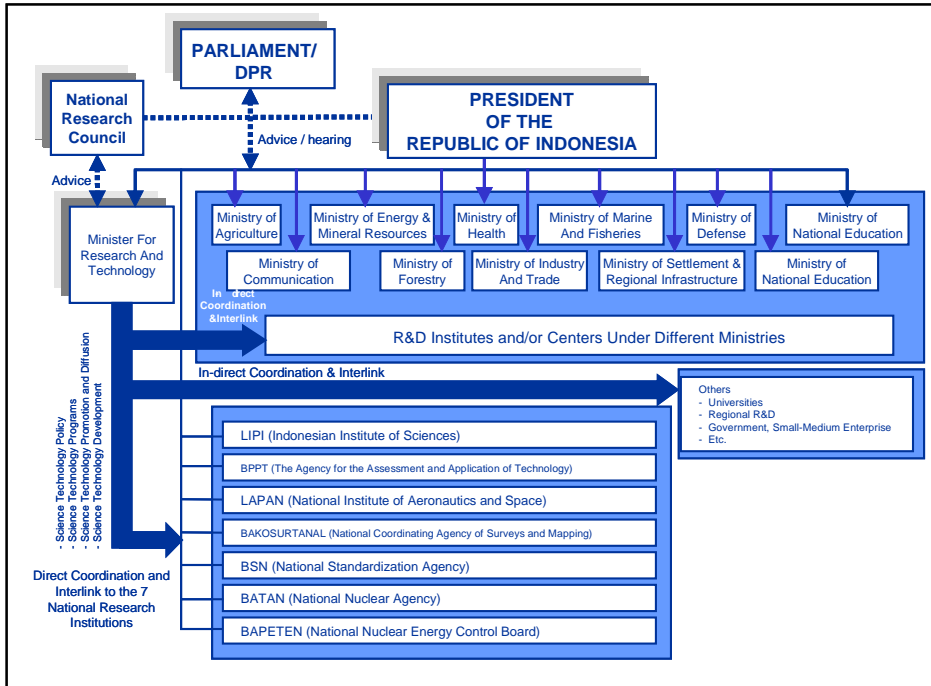 PARLIAMENT/
DPR
National
Research
Council
PRESIDENT
OF THE
REPUBLIC OF INDONESIA
Advice / hearing
Advice
Minister For
Research And
Technology
Ministry of
Agriculture
Ministry of Energy &
Mineral Resources
Ministry of
Health
Ministry of Marine
And Fisheries
Ministry of
Defense
Ministry of
National Education
Ministry of
Communication
Ministry of
Forestry
Ministry of Industry
And Trade
Ministry of Settlement &
Regional Infrastructure
Ministry of
National Education
In direct
Coordination
&Interlink
R&D Institutes and/or Centers Under Different Ministries
In-direct Coordination & Interlink
Others
- Universities
- Regional R&D
- Government, Small-Medium Enterprise
- Etc.
- Science Technology Policy
- Science Technology Programs
- Science Technology Promotion and Diffusion
- Science Technology Development
LIPI (Indonesian Institute of Sciences)
BPPT (The Agency for the Assessment and Application of Technology)
LAPAN (National Institute of Aeronautics and Space)
BAKOSURTANAL (National Coordinating Agency of Surveys and Mapping)
BSN (National Standardization Agency)
BATAN (National Nuclear Agency)
BAPETEN (National Nuclear Energy Control Board)
Direct Coordination and
Interlink to the 7
National Research
Institutions